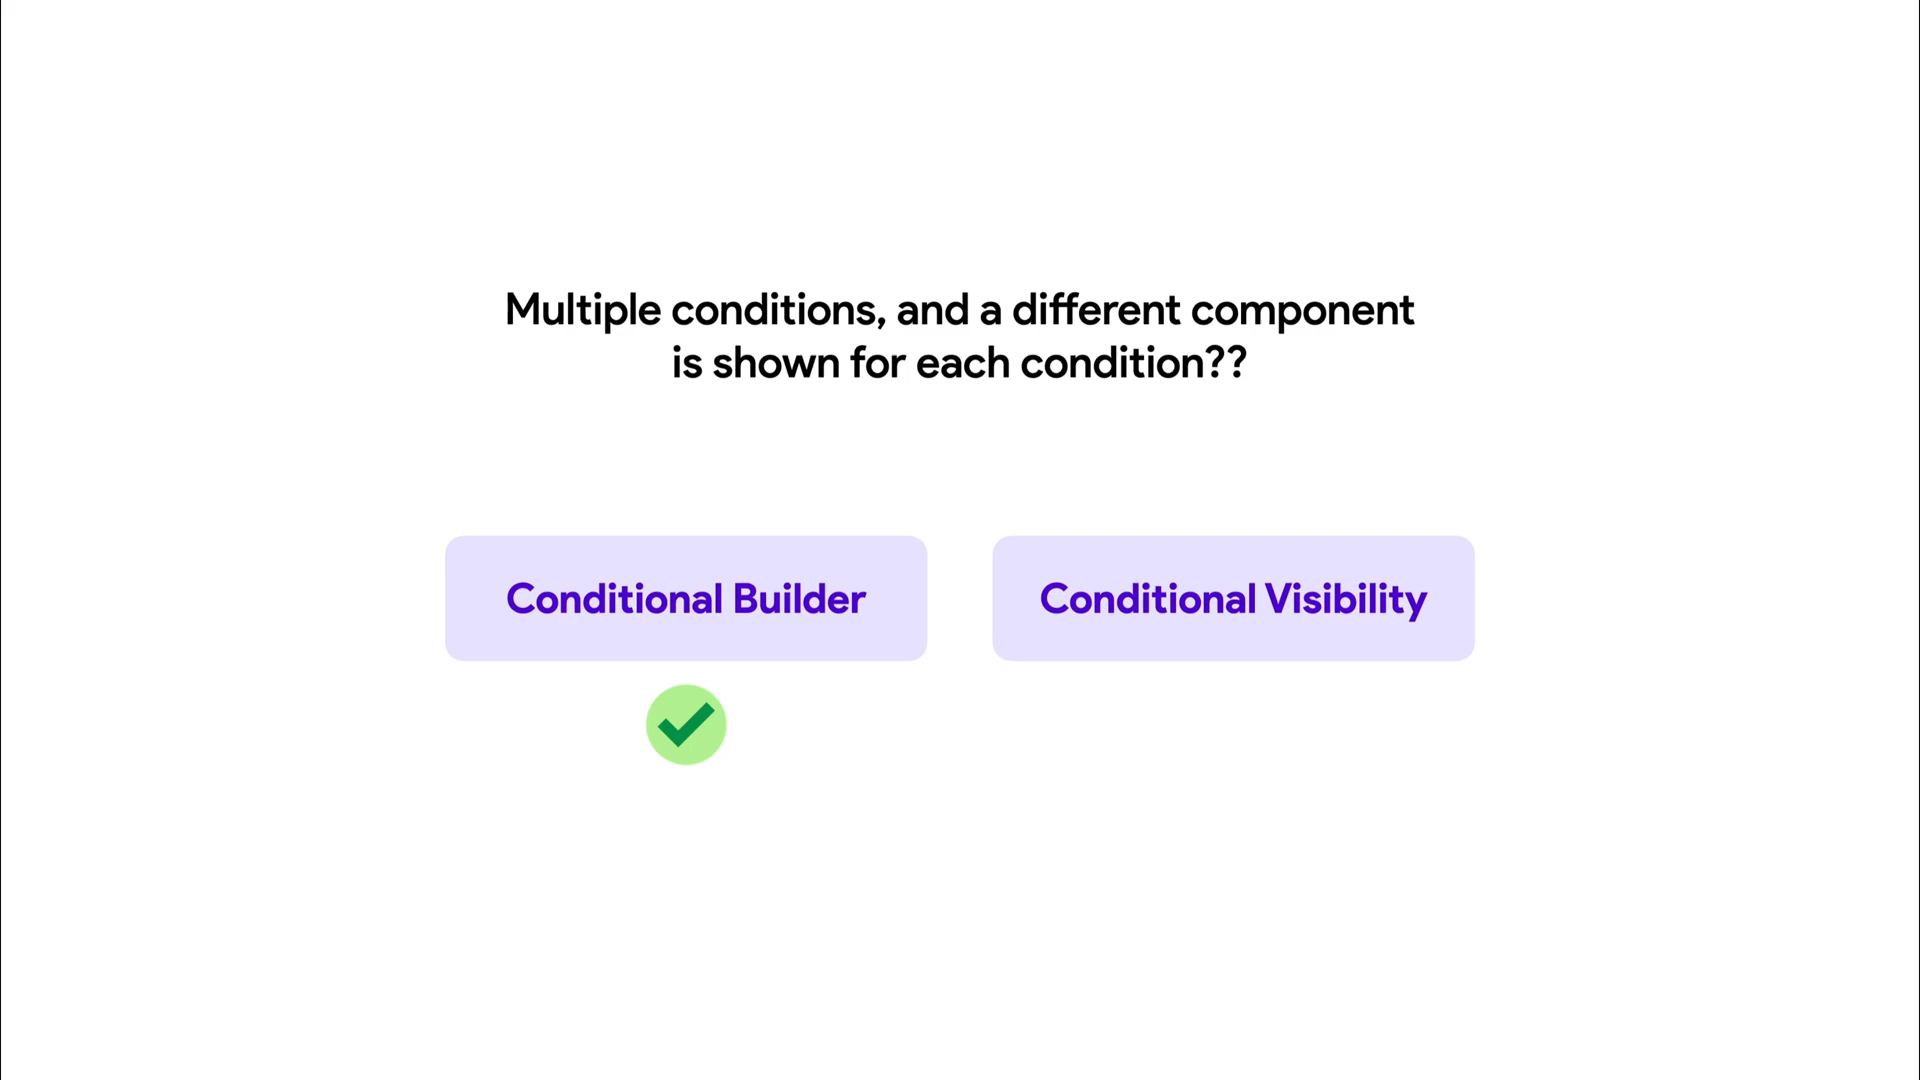 Multiple conditions, and a different component
is shown for each condition??
Conditional Builder
Conditional Visibility